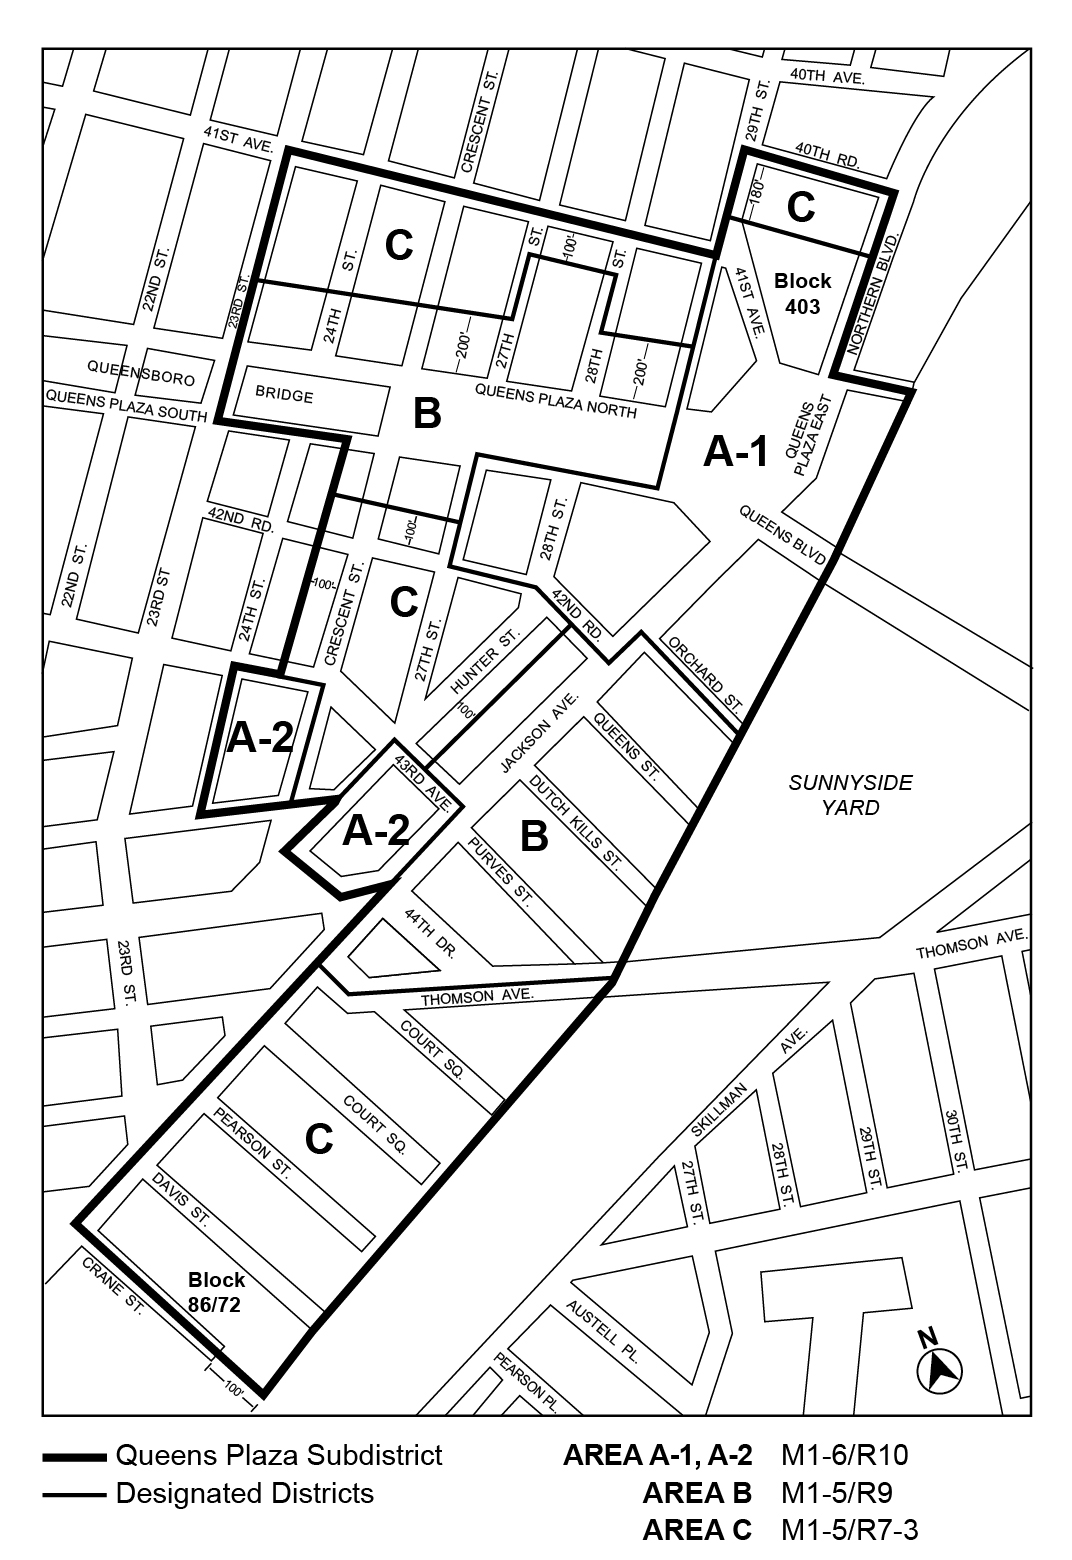 40TH AVE.
CRESCENT ST.
29TH ST.
41ST AVE.
40TH RD.
180'
C
C
ST.
100'
ST.
ST.
22ND ST.
23RD ST.
24TH
200'
27TH
28TH
200'
41ST AVE.
Block
403
NORTHERN BLVD.
QUEENSBORO
BRIDGE
QUEENS PLAZA NORTH
QUEENS PLAZA SOUTH
B
A-1
QUEENS
PLAZA EAST
42ND RD.
100'
28TH ST.
QUEENS BLVD
22ND ST.
23RD ST
24TH ST.
100'
CRESCENT ST.
C
27TH ST.
42ND RD.
HUNTER ST.
ORCHARD ST.
100'
A-2
JACKSON AVE.
QUEENS ST.
43RD AVE.
DUTCH KILLS ST.
SUNNYSIDE
YARD
A-2
B
PURVES ST.
44TH DR.
23RD ST.
THOMSON AVE.
THOMSON AVE.
COURT SQ.
COURT SQ.
C
PEARSON ST.
SKILLMAN AVE.
27TH ST.
28TH ST.
29TH ST.
30TH ST.
DAVIS ST.
Block
86/72
CRANE ST.
100'
AUSTELL PL.
PEARSON PL.
N
Queens Plaza Subdistrict
Designated Districts
AREA A-1, A-2 M1-6/R10
AREA B M1-5/R9
AREA C M1-5/R7-3